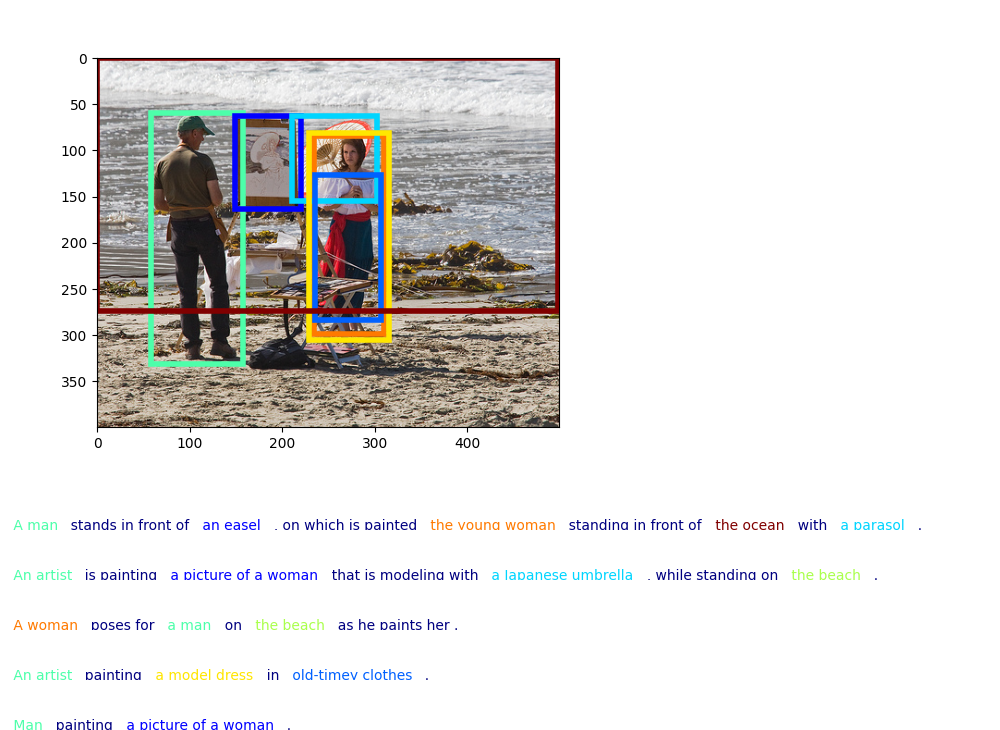 0
50
100
150
200
250
300
350
0 100 200 300 400
A man stands in front of an easel , on which is painted the young woman standing in front of the ocean with a parasol .
An artist is painting a picture of a woman that is modeling with a Japanese umbrella , while standing on the beach .
A woman poses for a man on the beach as he paints her .
An artist painting a model dress in old-timey clothes .
Man painting a picture of a woman .